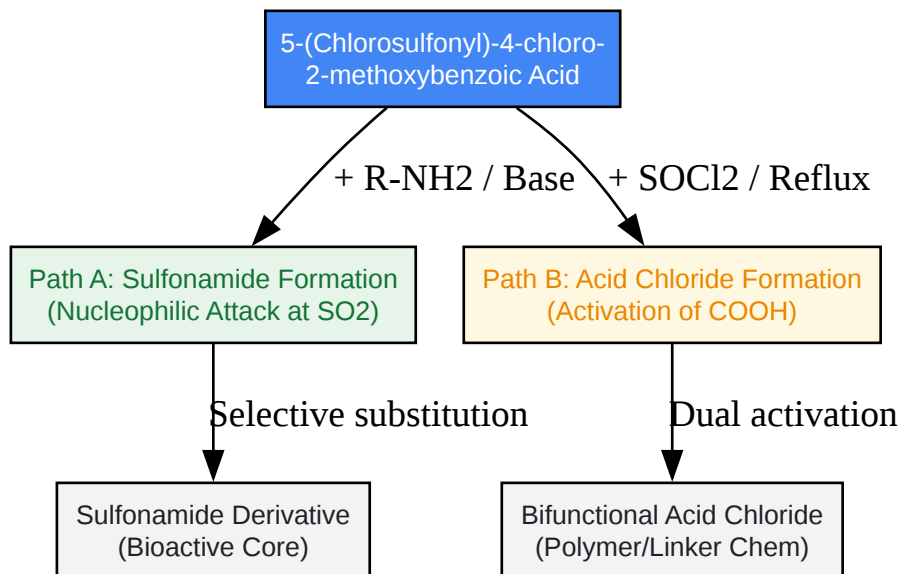 5-(Chlorosulfonyl)-4-chloro-
2-methoxybenzoic Acid
+ R-NH2 / Base
+ SOCl2 / Reflux
Path A: Sulfonamide Formation
(Nucleophilic Attack at SO2)
Path B: Acid Chloride Formation
(Activation of COOH)
Selective substitution
Dual activation
Sulfonamide Derivative
(Bioactive Core)
Bifunctional Acid Chloride
(Polymer/Linker Chem)